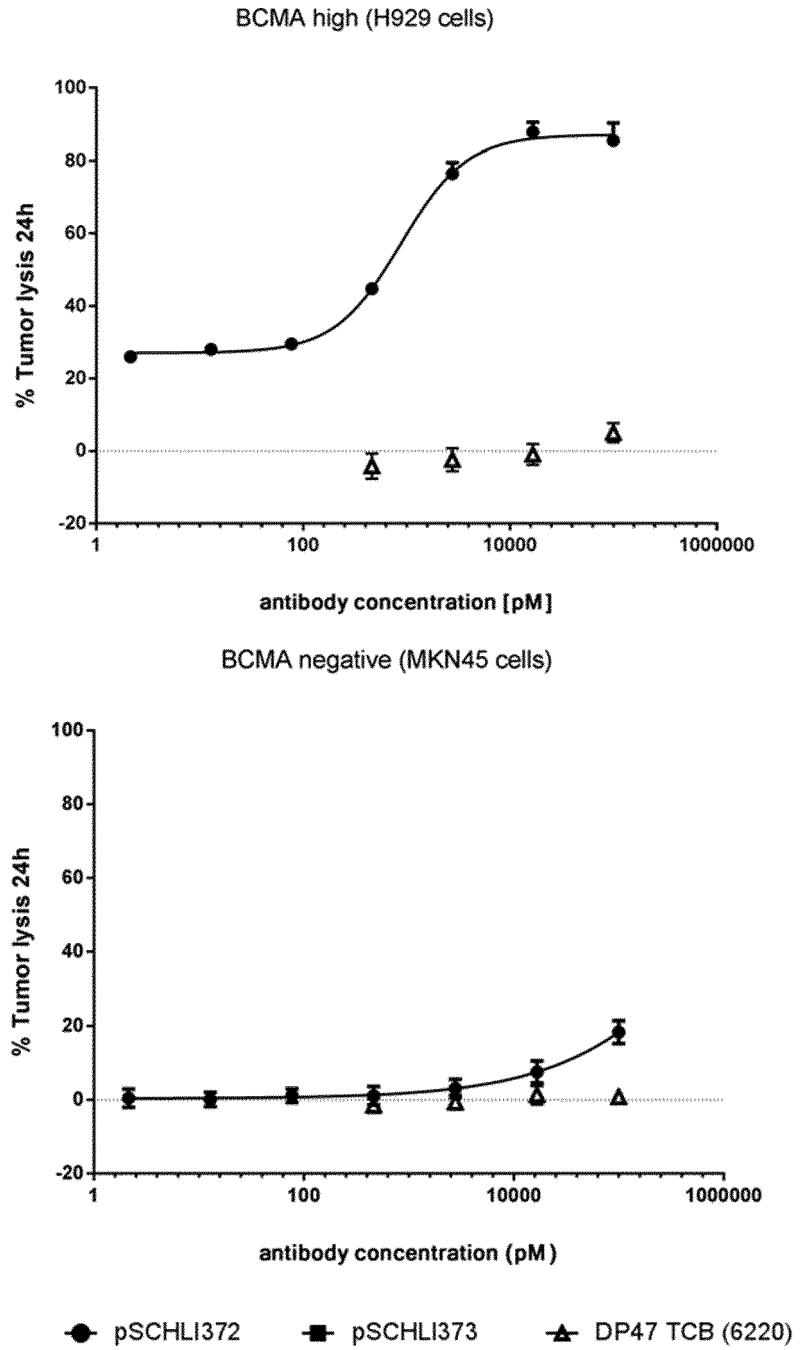 BCMA high (H929 cells)
100
80
60
40
20
0
-20
% Tumor lysis 24h
1
100
10000
1000000
antibody concentration [pM]
BCMA negative (MKN45 cells)
100
80
60
40
20
0
-20
% Tumor lysis 24h
1
100
10000
1000000
antibody concentration (pM)
pSCHLI372
pSCHLI373
DP47 TCB (6220)